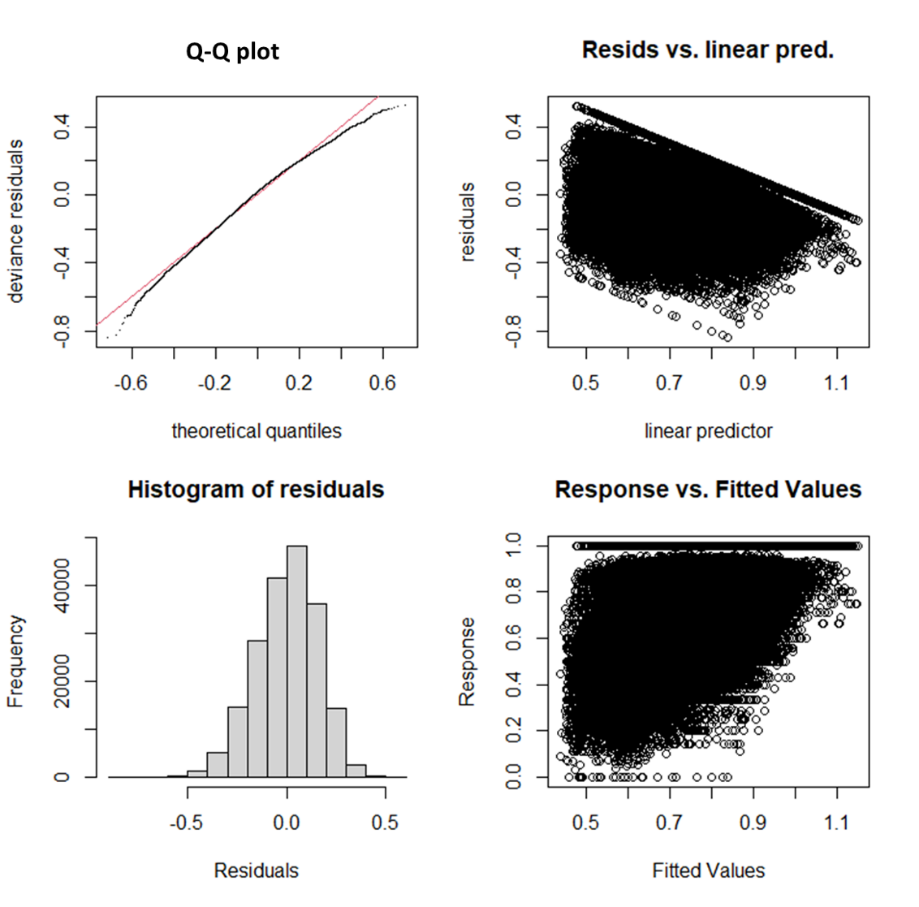 Q-Q plot
deviance residuals
0.4
0.0
-0.4
-0.8
-0.6
-0.2
0.2
0.6
theoretical quantiles
Resids vs. linear pred.
residuals
0.4
0.0
-0.4
-0.8
0.5
0.7
0.9
1.1
linear predictor
Histogram of residuals
Frequency
40000
20000
0
-0.5
0.0
0.5
Residuals
Response vs. Fitted Values
Response
1.0
0.8
0.6
0.4
0.2
0.0
0.5
0.7
0.9
1.1
Fitted Values